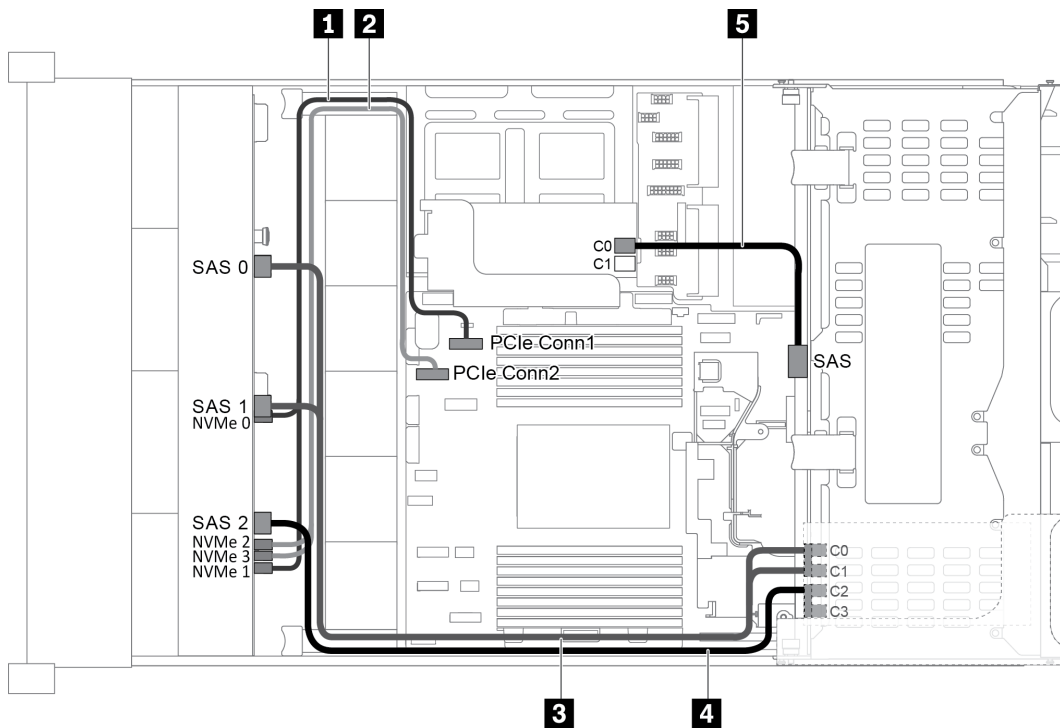 1 2 5
SAS 0
C0
C1
PCIe Conn1
PCIe Conn2
SAS
SAS 1
NVMe 0
SAS 2
NVMe 2
NVMe 3
NVMe 1
C0
C1
C2
C3
3 4